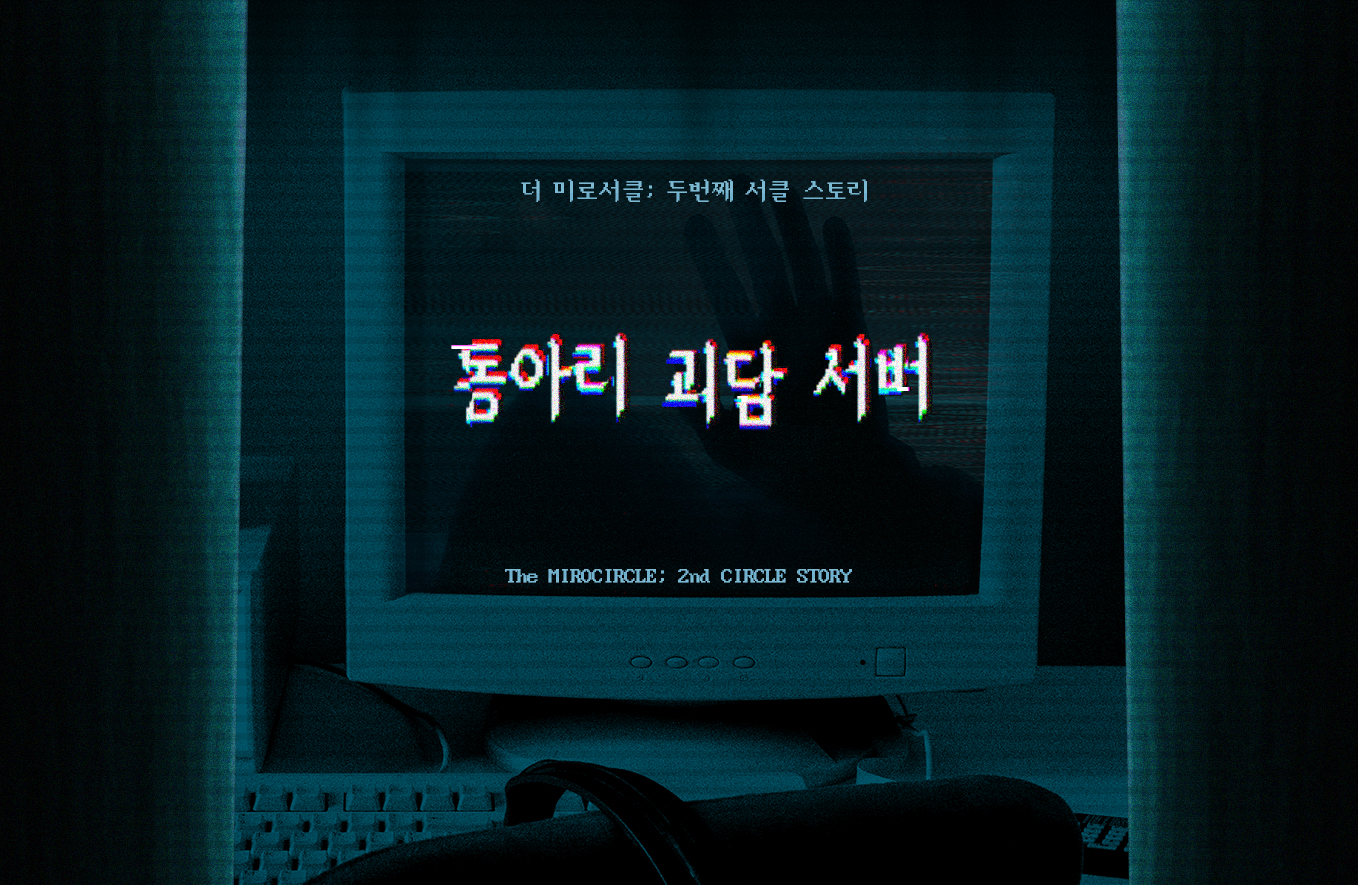 더 미로서클; 두번째 서클 스토리
동아리 괴담 서버
The MIROCIRCLE; 2nd CIRCLE STORY